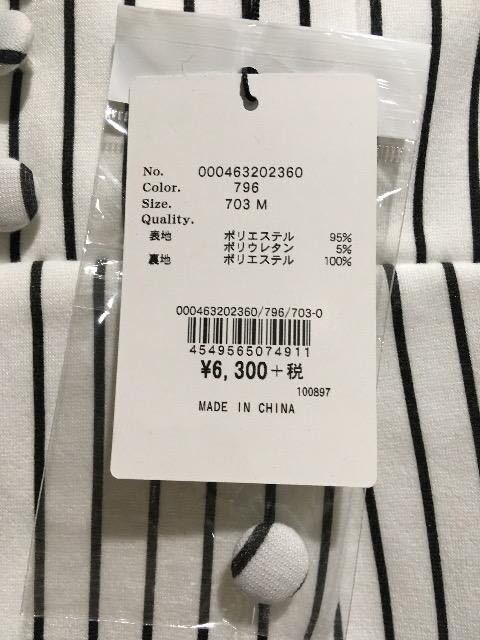 No. 000463202360
Color. 796
Size. 703 M
Quality.
表地 ポリエステル 95%
ポリウレタン 5%
裏地 ポリエステル 100%
000463202360/796/703-0
4549565074911
¥6,300+税
100897
MADE IN CHINA